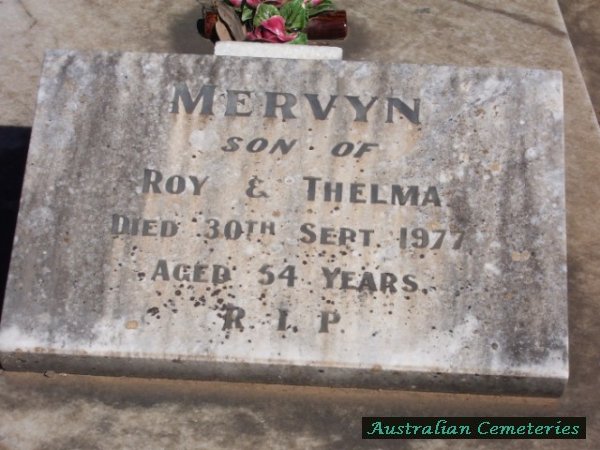 MERVYN
SON OF
ROY & THELMA.
DIED 30TH SEPT. 1977
AGED 54 YEARS.
R. I. P.
Australian Cemeteries